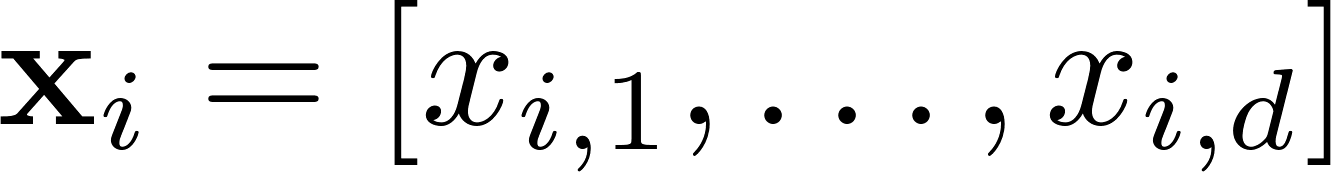 𝐱ᵢ = [xᵢ,₁, . . . , xᵢ,d]